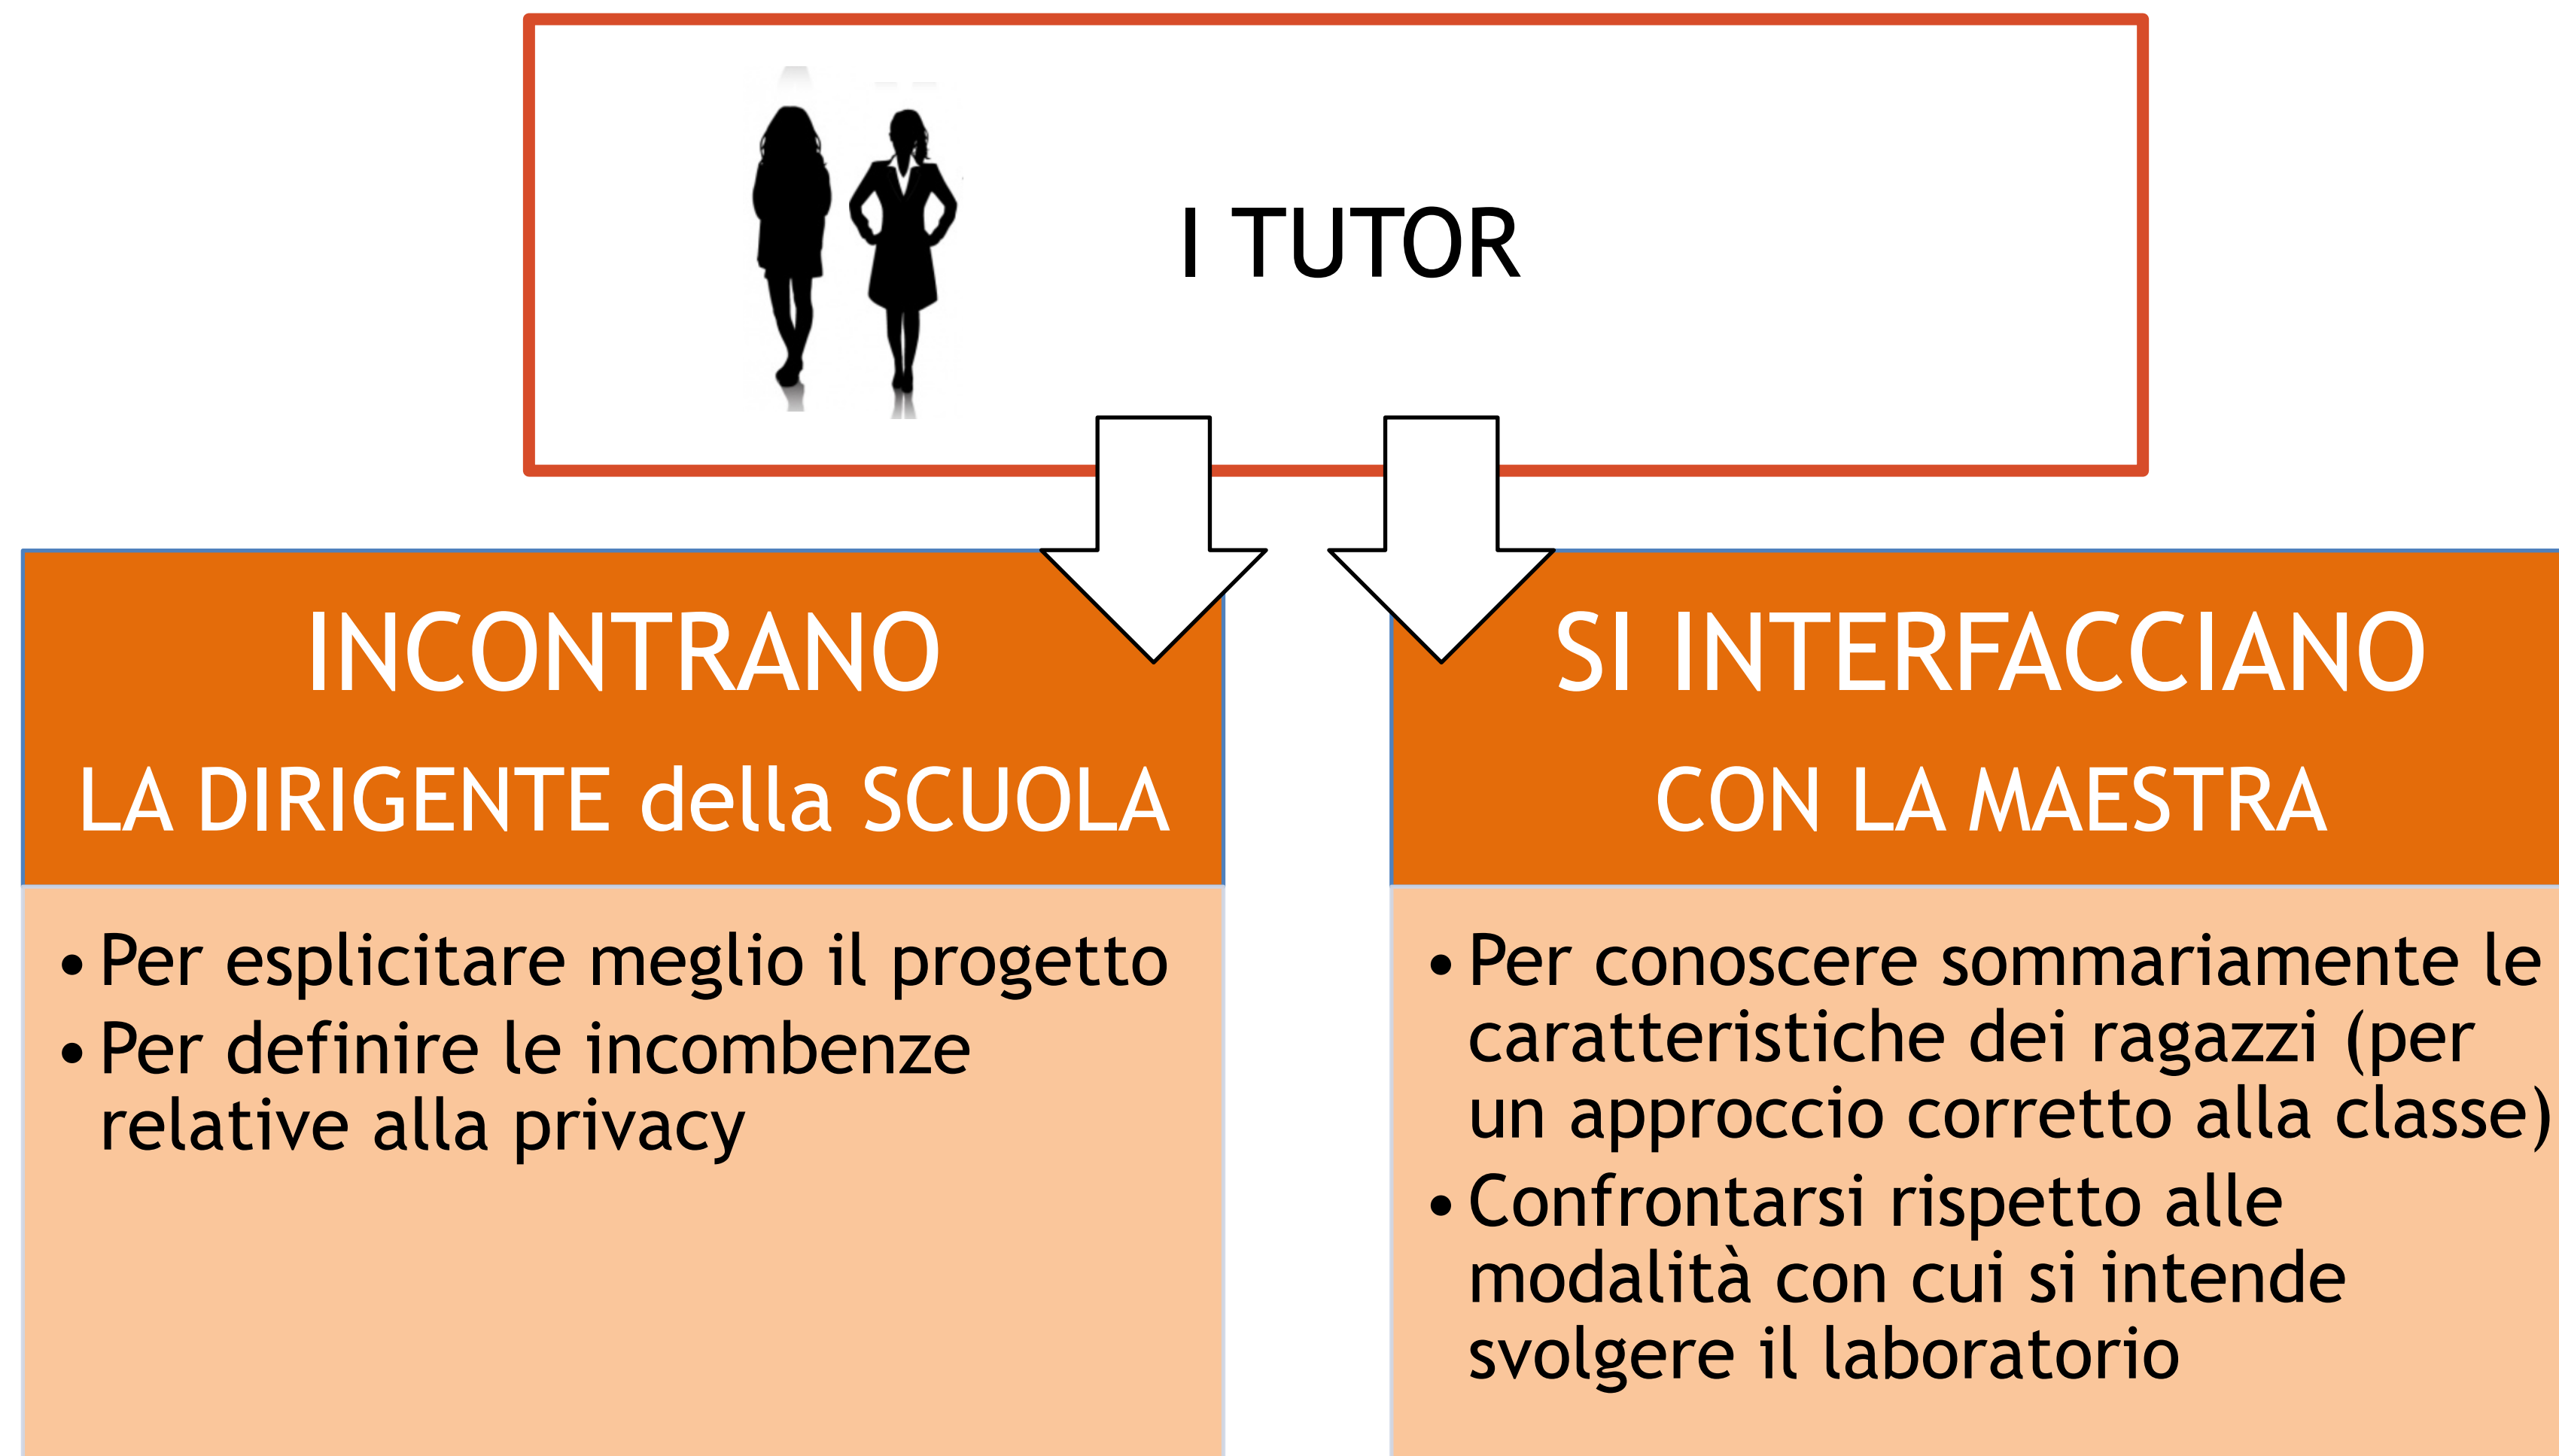 I TUTOR
INCONTRANO
LA DIRIGENTE della SCUOLA
• Per esplicitare meglio il progetto
• Per definire le incombenze
relative alla privacy
SI INTERFACCIANO
CON LA MAESTRA
• Per conoscere sommariamente le
caratteristiche dei ragazzi (per
un approccio corretto alla classe)
• Confrontarsi rispetto alle
modalità con cui si intende
svolgere il laboratorio